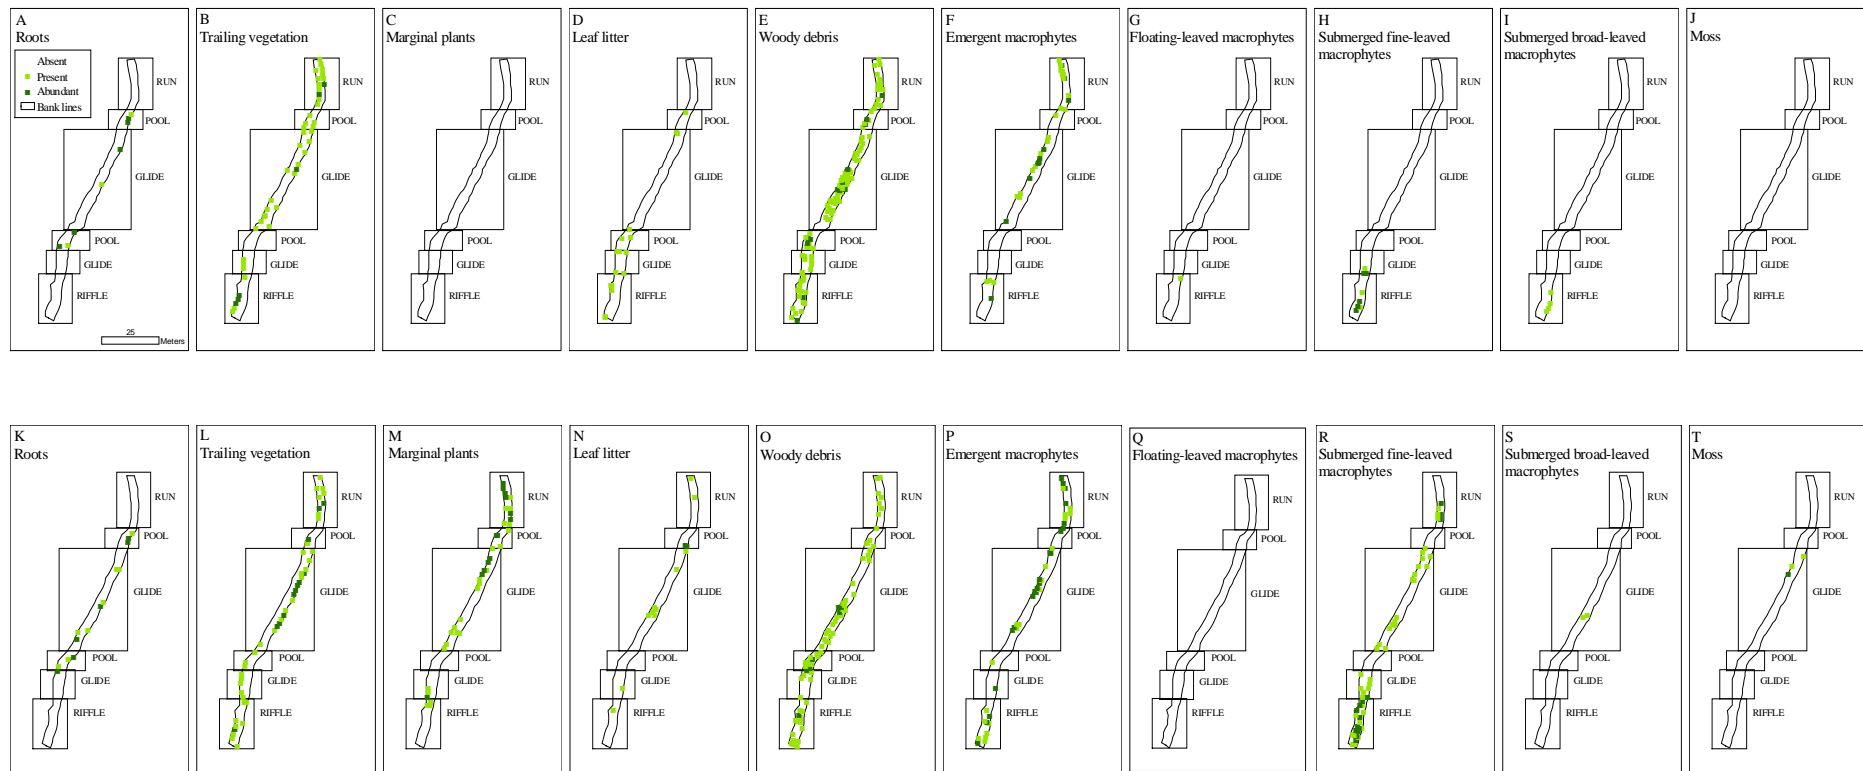 A
Roots
Absent
Present
Abundant
Bank lines
RUN
POOL
GLIDE
POOL
GLIDE
RIFFLE
25
Meters
B
Trailing vegetation
RUN
POOL
GLIDE
POOL
GLIDE
RIFFLE
C
Marginal plants
RUN
POOL
GLIDE
POOL
GLIDE
RIFFLE
D
Leaf litter
RUN
POOL
GLIDE
POOL
GLIDE
RIFFLE
E
Woody debris
RUN
POOL
GLIDE
POOL
GLIDE
RIFFLE
F
Emergent macrophytes
RUN
POOL
GLIDE
POOL
GLIDE
RIFFLE
G
Floating-leaved macrophytes
RUN
POOL
GLIDE
POOL
GLIDE
RIFFLE
H
Submerged fine-leaved
macrophytes
RUN
POOL
GLIDE
POOL
GLIDE
RIFFLE
I
Submerged broad-leaved
macrophytes
RUN
POOL
GLIDE
POOL
GLIDE
RIFFLE
J
Moss
RUN
POOL
GLIDE
POOL
GLIDE
RIFFLE
K
Roots
RUN
POOL
GLIDE
POOL
GLIDE
RIFFLE
L
Trailing vegetation
RUN
POOL
GLIDE
POOL
GLIDE
RIFFLE
M
Marginal plants
RUN
POOL
GLIDE
POOL
GLIDE
RIFFLE
N
Leaf litter
RUN
POOL
GLIDE
POOL
GLIDE
RIFFLE
O
Woody debris
RUN
POOL
GLIDE
POOL
GLIDE
RIFFLE
P
Emergent macrophytes
RUN
POOL
GLIDE
POOL
GLIDE
RIFFLE
Q
Floating-leaved macrophytes
RUN
POOL
GLIDE
POOL
GLIDE
RIFFLE
R
Submerged fine-leaved
macrophytes
RUN
POOL
GLIDE
POOL
GLIDE
RIFFLE
S
Submerged broad-leaved
macrophytes
RUN
POOL
GLIDE
POOL
GLIDE
RIFFLE
T
Moss
RUN
POOL
GLIDE
POOL
GLIDE
RIFFLE